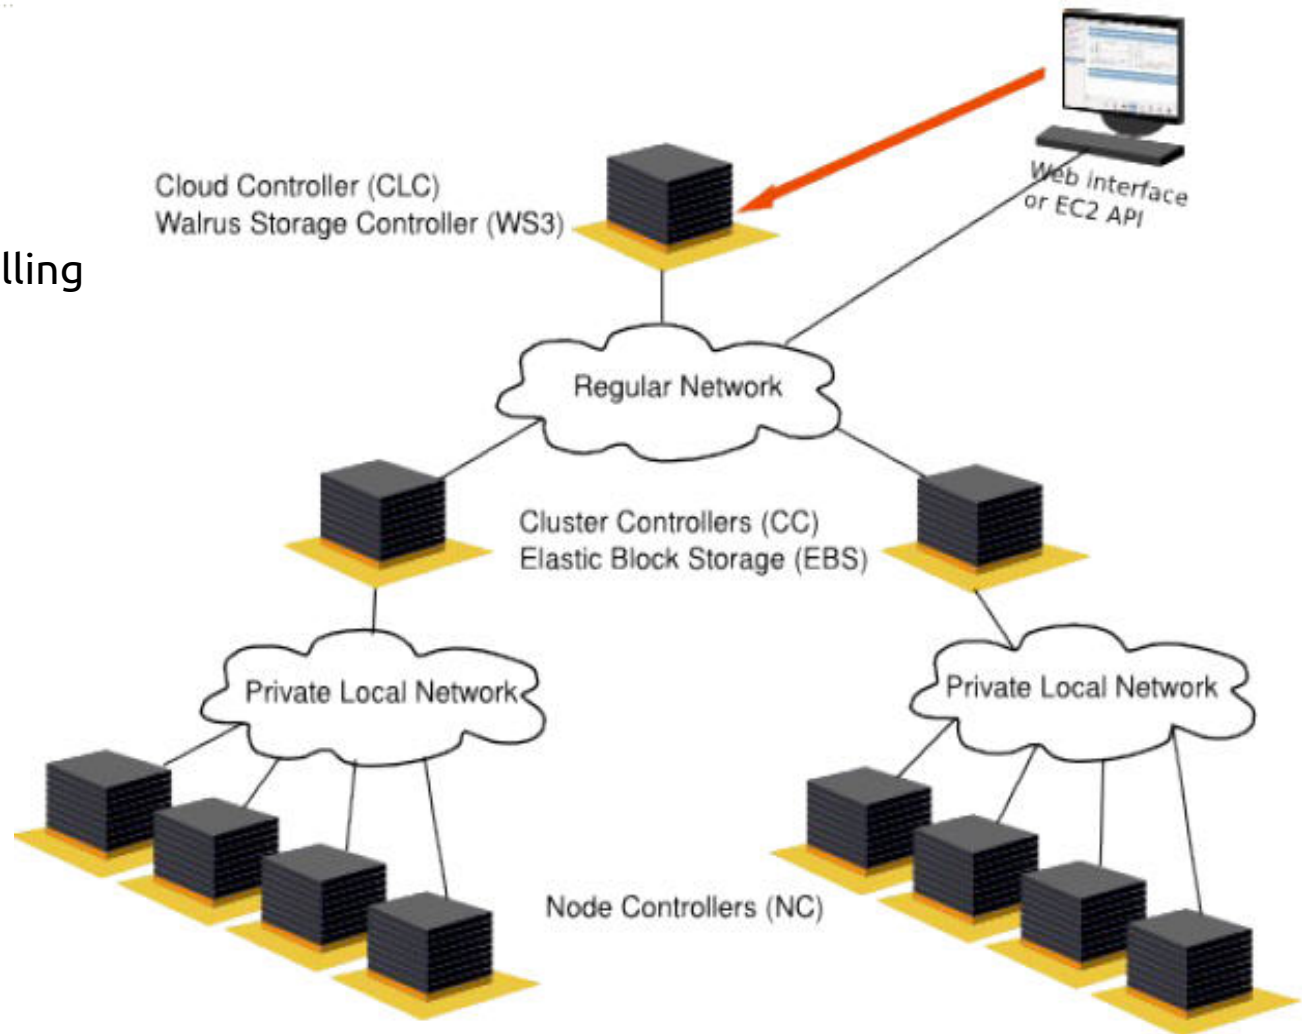 Web interface
or EC2 API
Cloud Controller (CLC)
Walrus Storage Controller (WS3)
lling
Regular Network
Cluster Controllers (CC)
Elastic Block Storage (EBS)
Private Local Network
Private Local Network
Node Controllers (NC)